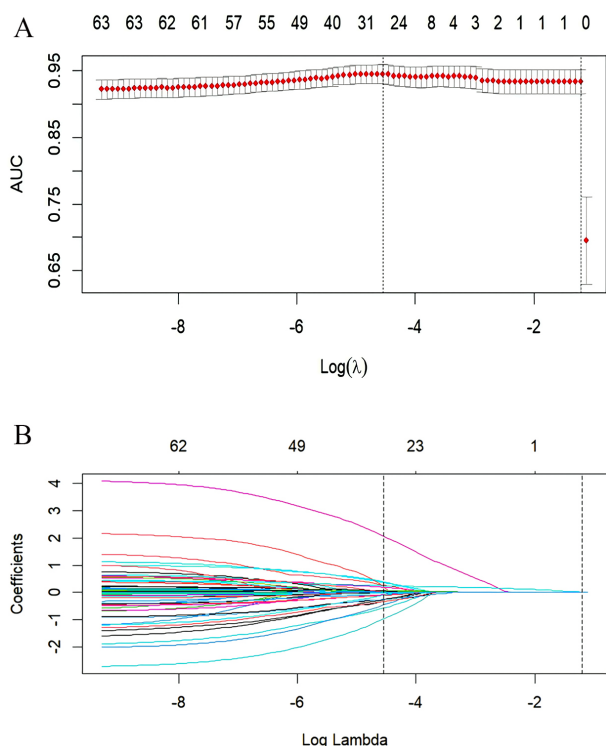 A
63 63 62 61 57 55 49 40 31 24 8 4 3 2 1 1 1 0
0.95
0.85
0.75
0.65
AUC
-8 -6 -4 -2
Log(λ)
B
62 49 23 1
4
3
2
1
0
-1
-2
Coefficients
-8 -6 -4 -2
Log Lambda